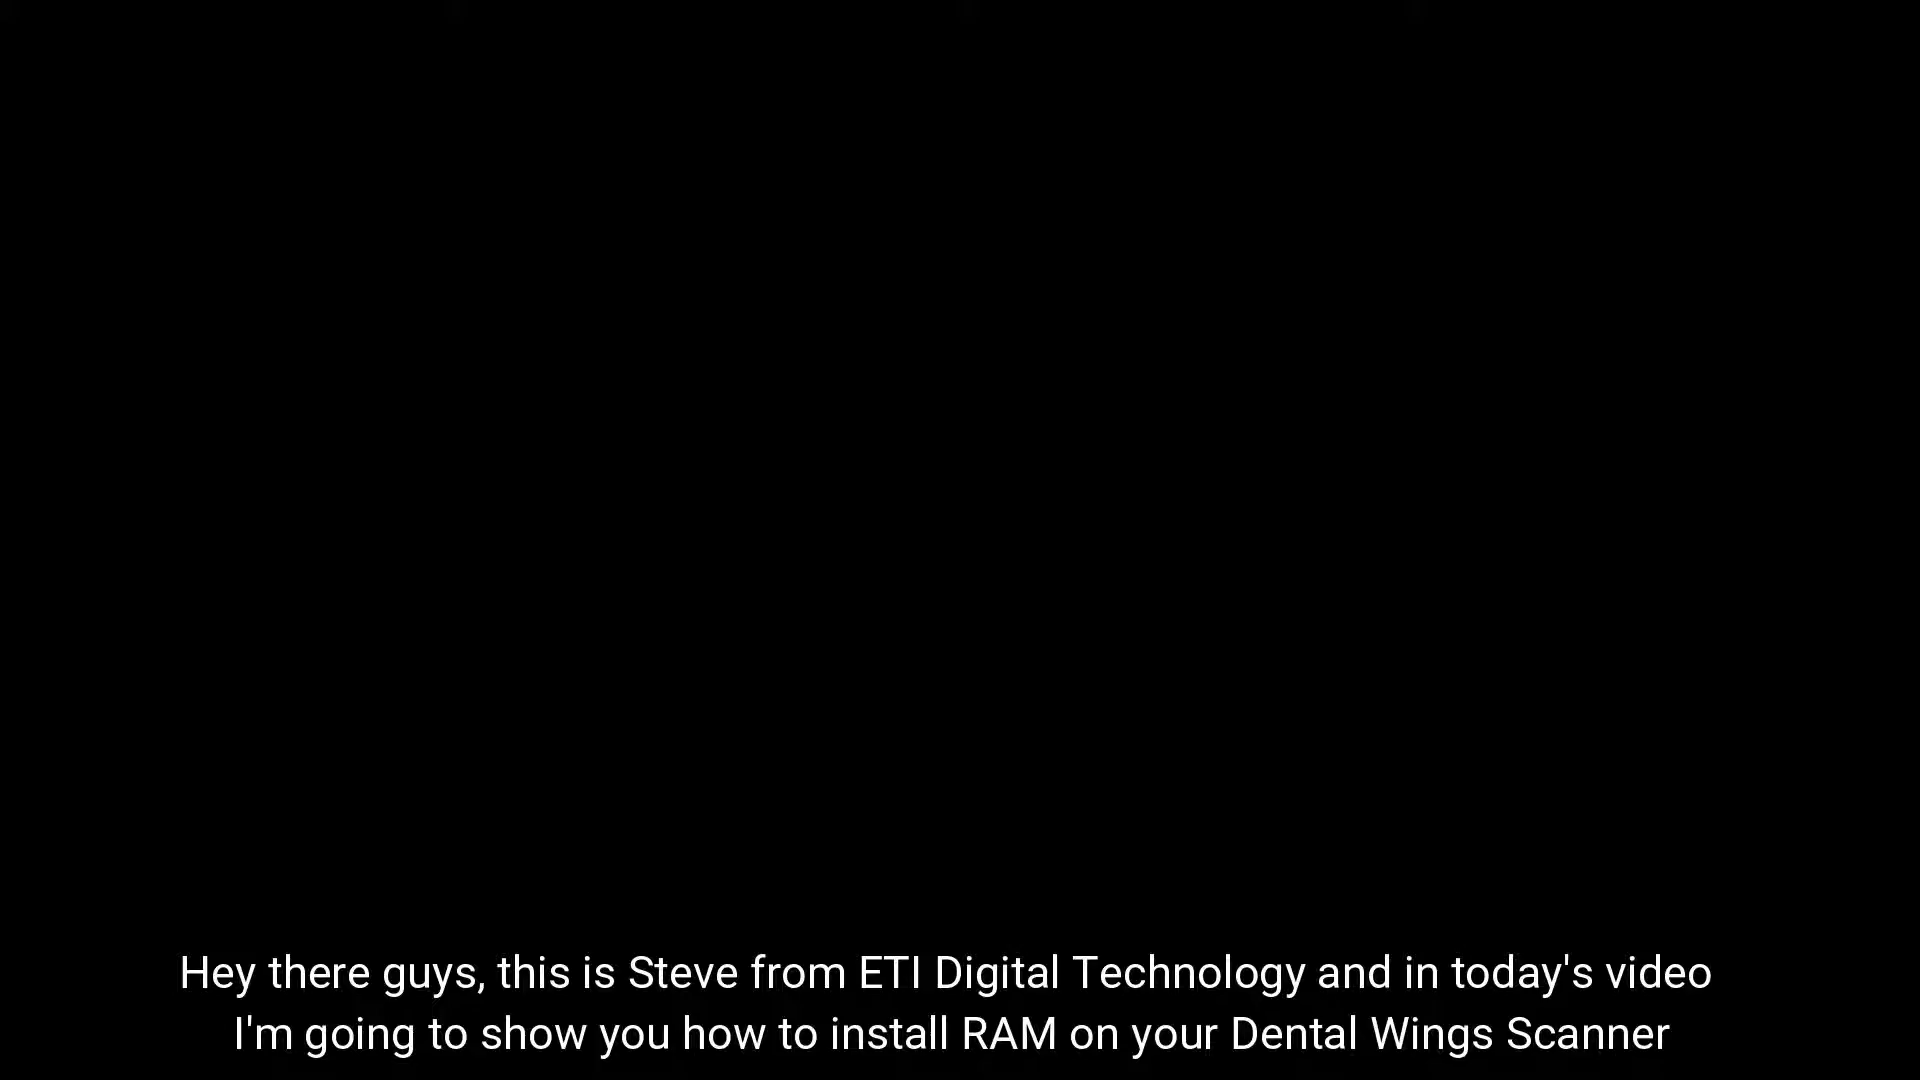 Hey there guys, this is Steve from ETI Digital Technology and in today's video
I'm going to show you how to install RAM on your Dental Wings Scanner